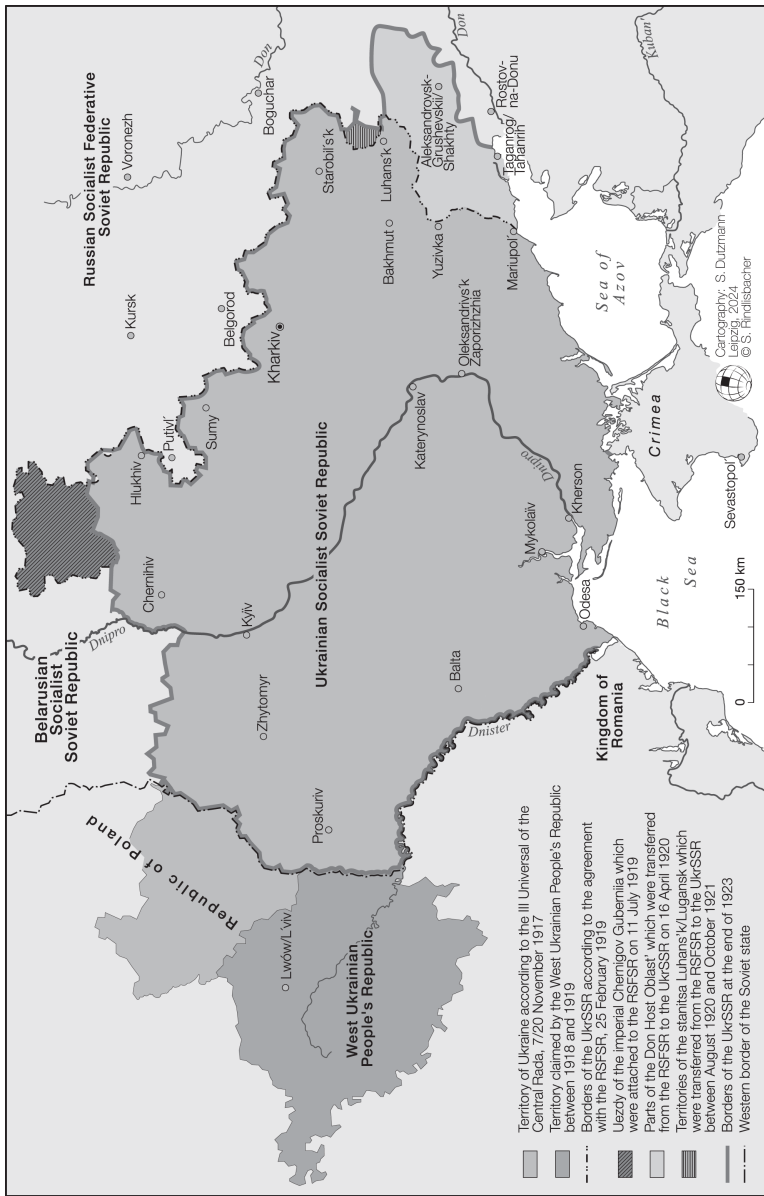 Russian Socialist Federative
Soviet Republic
Don
Don
Kuban'
Voronezh
Boguchar
Kursk
Belgorod
Starobil's'k
Luhans'k
Aleksandrovsk-
Grushevskii/
Shakhty
Rostov-
na-Donu
Taganrog/
Tahanrih
Kharkiv
Bakhmut
Yuzivka
Mariupol'
Putivl'
Sumy
Hlukhiv
Chernihiv
Oleksandrivs'k
Zaporizhzhia
Katerynoslav
Sea of
Azov
Ukrainian Socialist Soviet Republic
Dnipro
Kherson
Mykolaïv
Crimea
Sevastopol'
Cartography: S. Dutzmann
Leipzig, 2024
© S. Rindlisbacher
Belarusian
Socialist
Soviet Republic
Dnipro
Kyïv
Zhytomyr
Balta
Odesa
Black
Sea
0
150 km
Proskuriv
Dnister
Kingdom of
Romania
Republic of Poland
Lwów/L'viv
West Ukrainian
People's Republic
Territory of Ukraine according to the III Universal of the
Central Rada, 7/20 November 1917
Territory claimed by the West Ukrainian People's Republic
between 1918 and 1919
Borders of the UkrSSR according to the agreement
with the RSFSR, 25 February 1919
Uezdy of the imperial Chernigov Guberniia which
were attached to the RSFSR on 11 July 1919
Parts of the Don Host Oblast' which were transferred
from the RSFSR to the UkrSSR on 16 April 1920
Territories of the stanitsa Luhans'k/Lugansk which
were transferred from the RSFSR to the UkrSSR
between August 1920 and October 1921
Borders of the UkrSSR at the end of 1923
Western border of the Soviet state